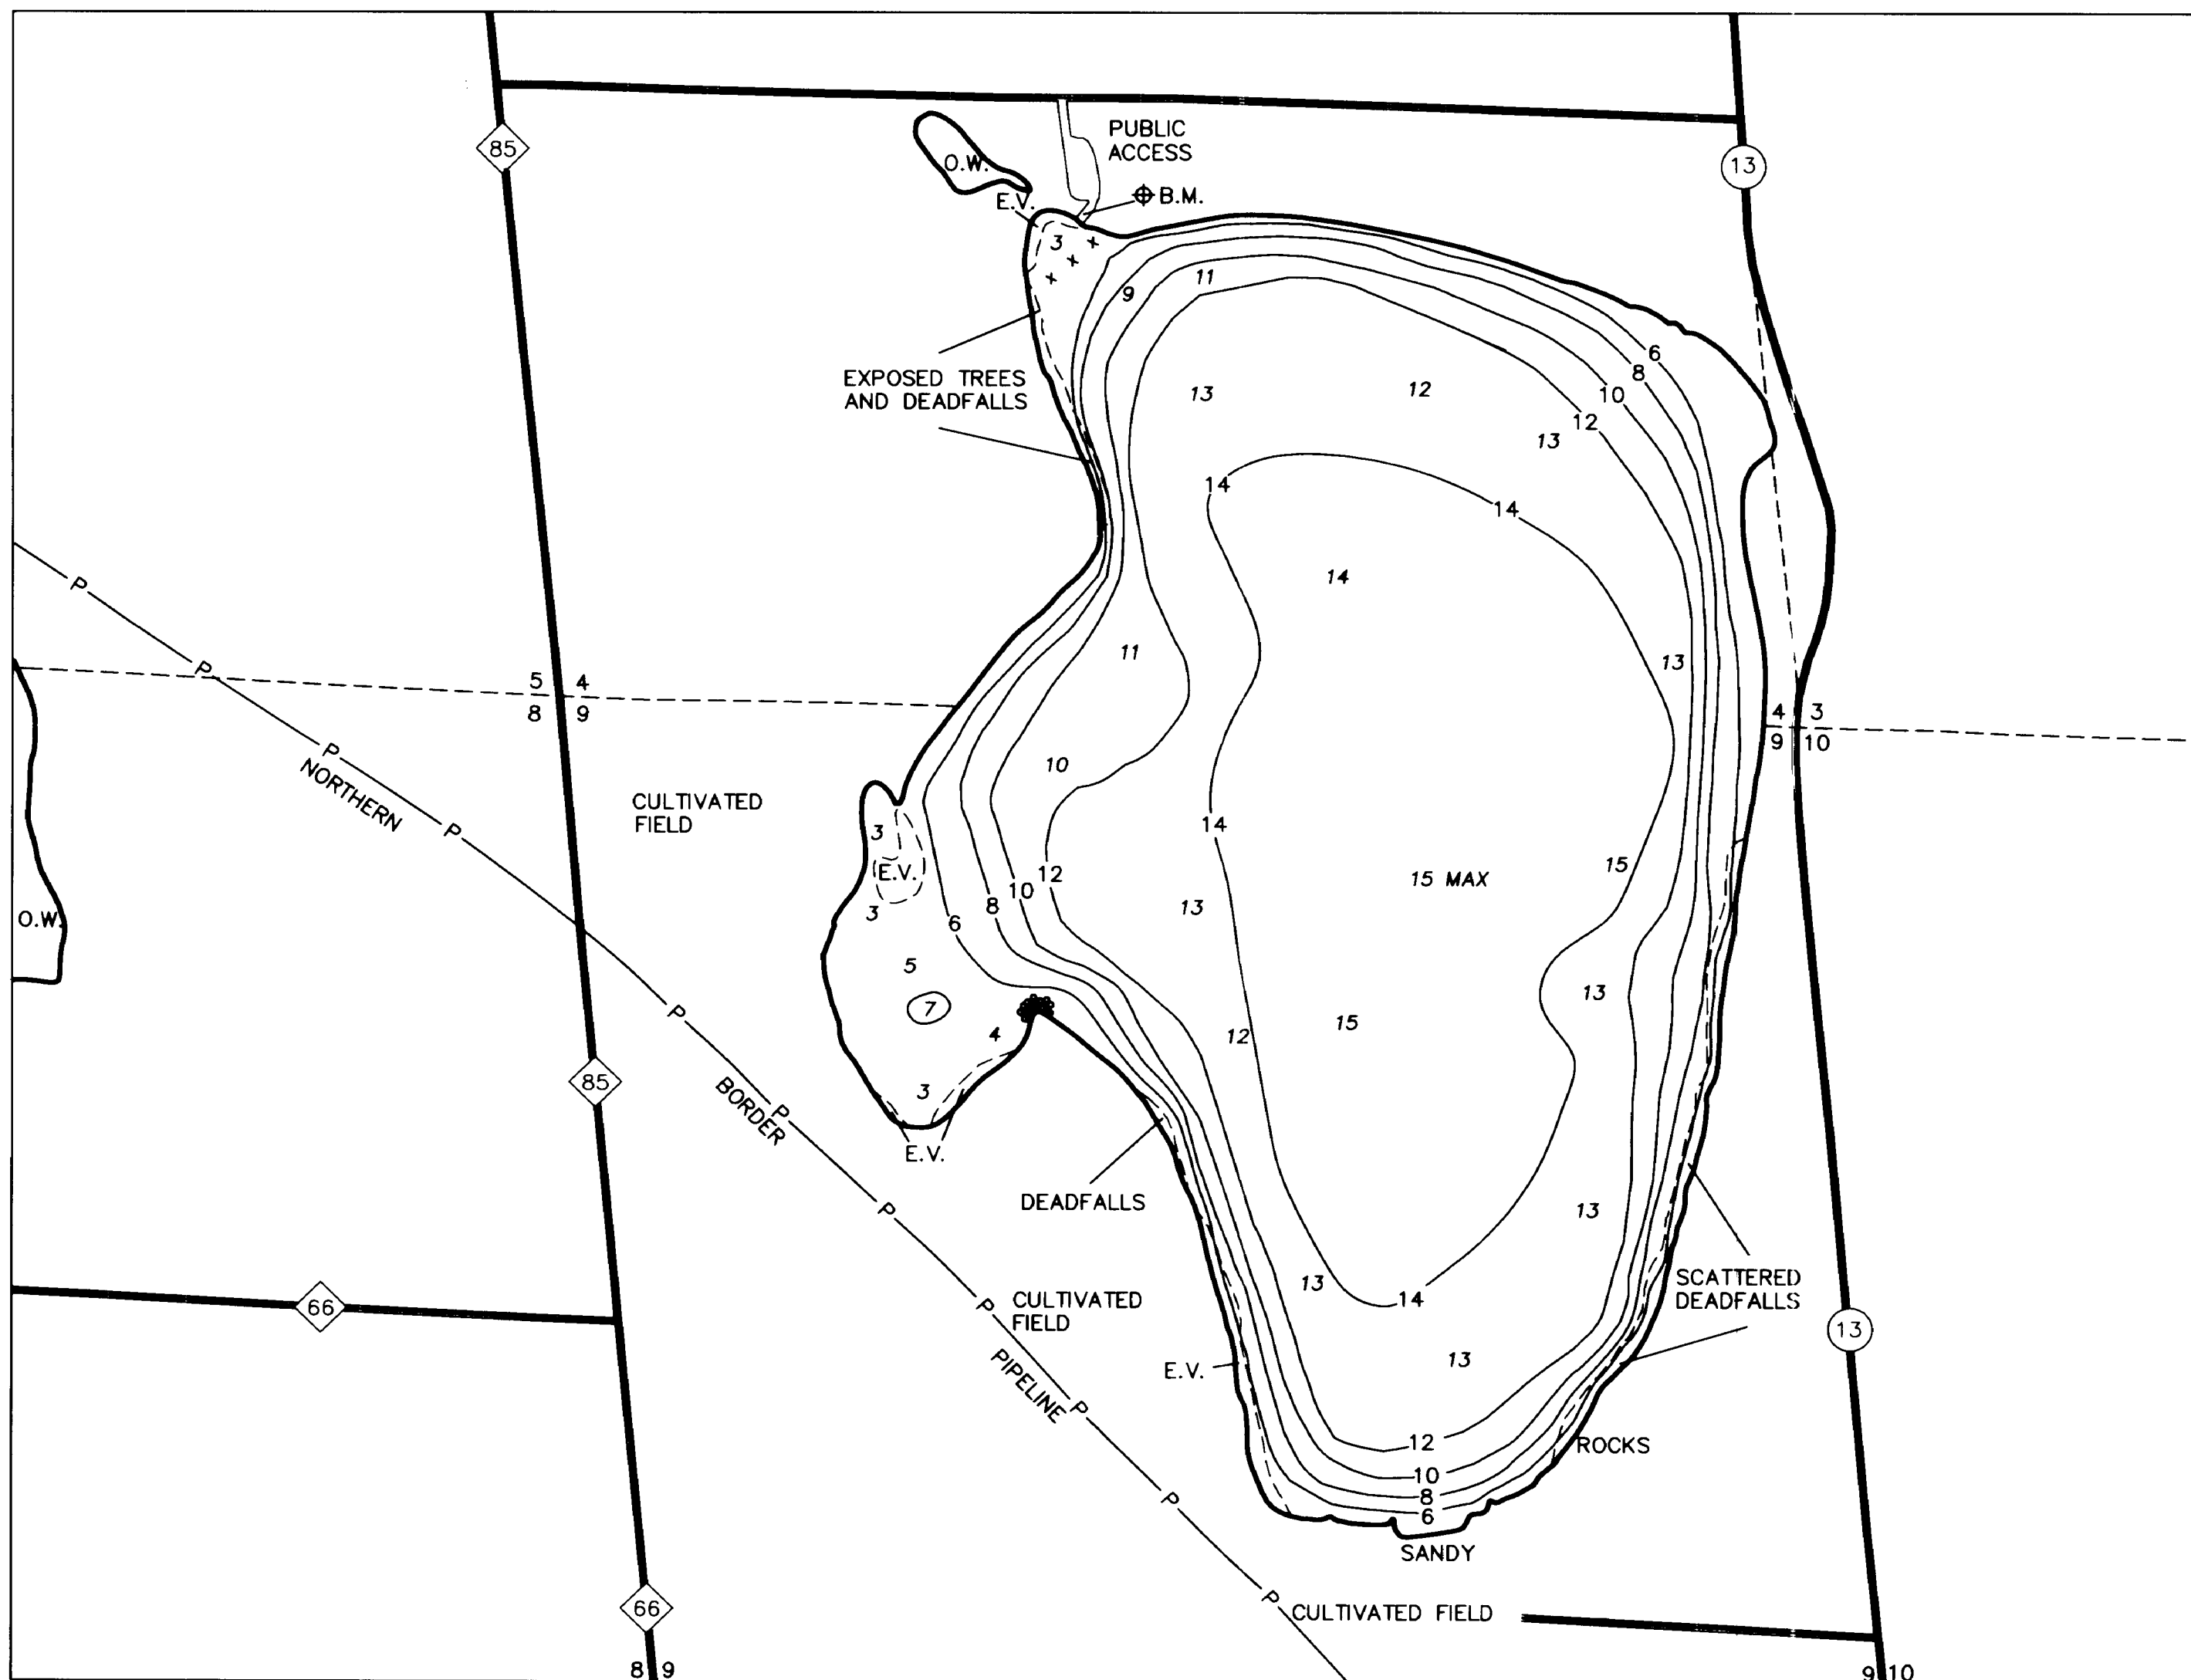 PUBLIC
ACCESS
85
O.W.
13
E.V.
B.M.
3
x
x
x
11
9
6
8
10
12
EXPOSED TREES
AND DEADFALLS
13
12
13
14
14
14
P
11
13
P
5 4
8 9
4 3
9 10
P
NORTHERN
10
CULTIVATED
FIELD
P
3
14
E.V.
12
10
8
6
15 MAX
15
3
13
O.W.
5
13
7
P
4
12
15
85
3
P
BORDER
E.V.
DEADFALLS
P
13
66
P
CULTIVATED
FIELD
13
14
SCATTERED
DEADFALLS
13
PIPELINE
E.V.
13
P
12
ROCKS
10
8
6
P
SANDY
P
CULTIVATED FIELD
66
8 9
9 10